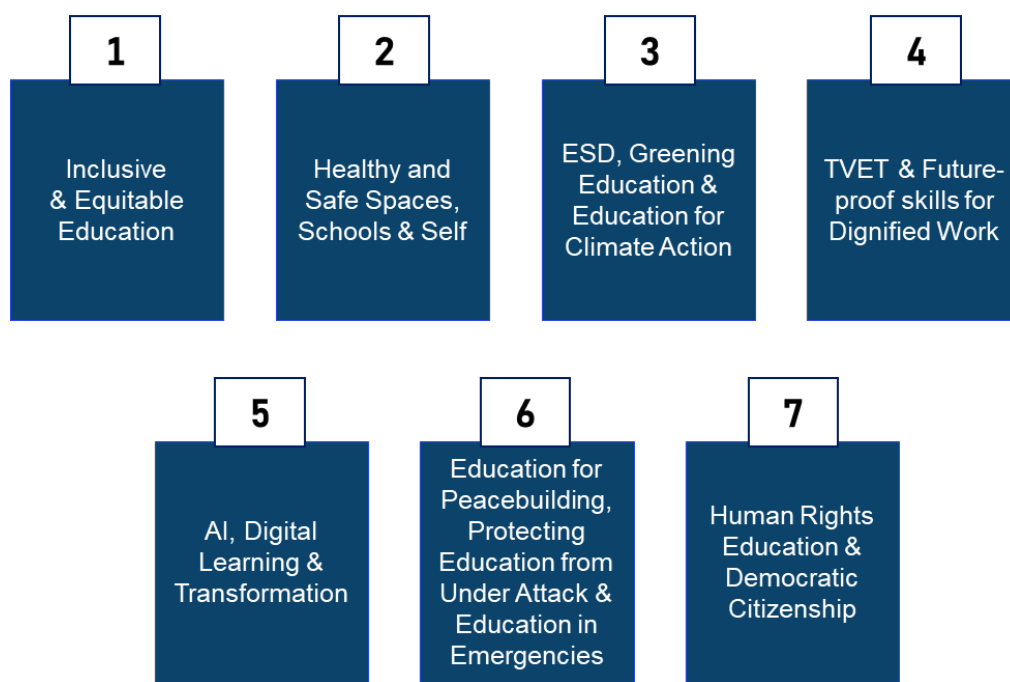 1
Inclusive
& Equitable
Education
2
Healthy and
Safe Spaces,
Schools & Self
3
ESD, Greening
Education &
Education for
Climate Action
4
TVET & Future-
proof skills for
Dignified Work
5
AI, Digital
Learning &
Transformation
6
Education for
Peacebuilding,
Protecting
Education from
Under Attack &
Education in
Emergencies
7
Human Rights
Education &
Democratic
Citizenship